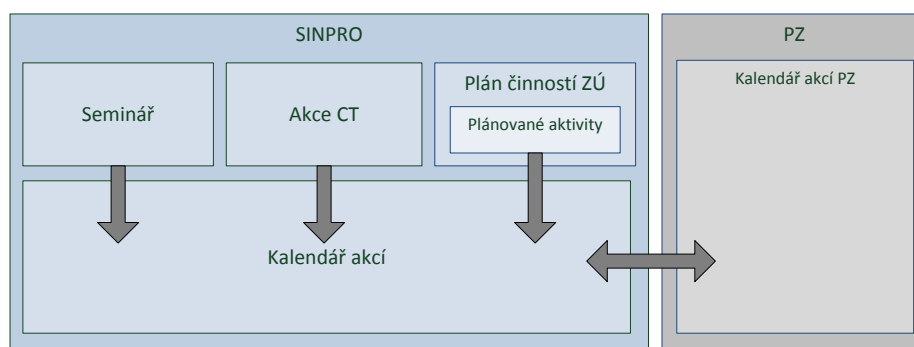 SINPRO
PZ
Seminář
Akce CT
Plán činností ZÚ
Plánované aktivity
Kalendář akcí PZ
Kalendář akcí